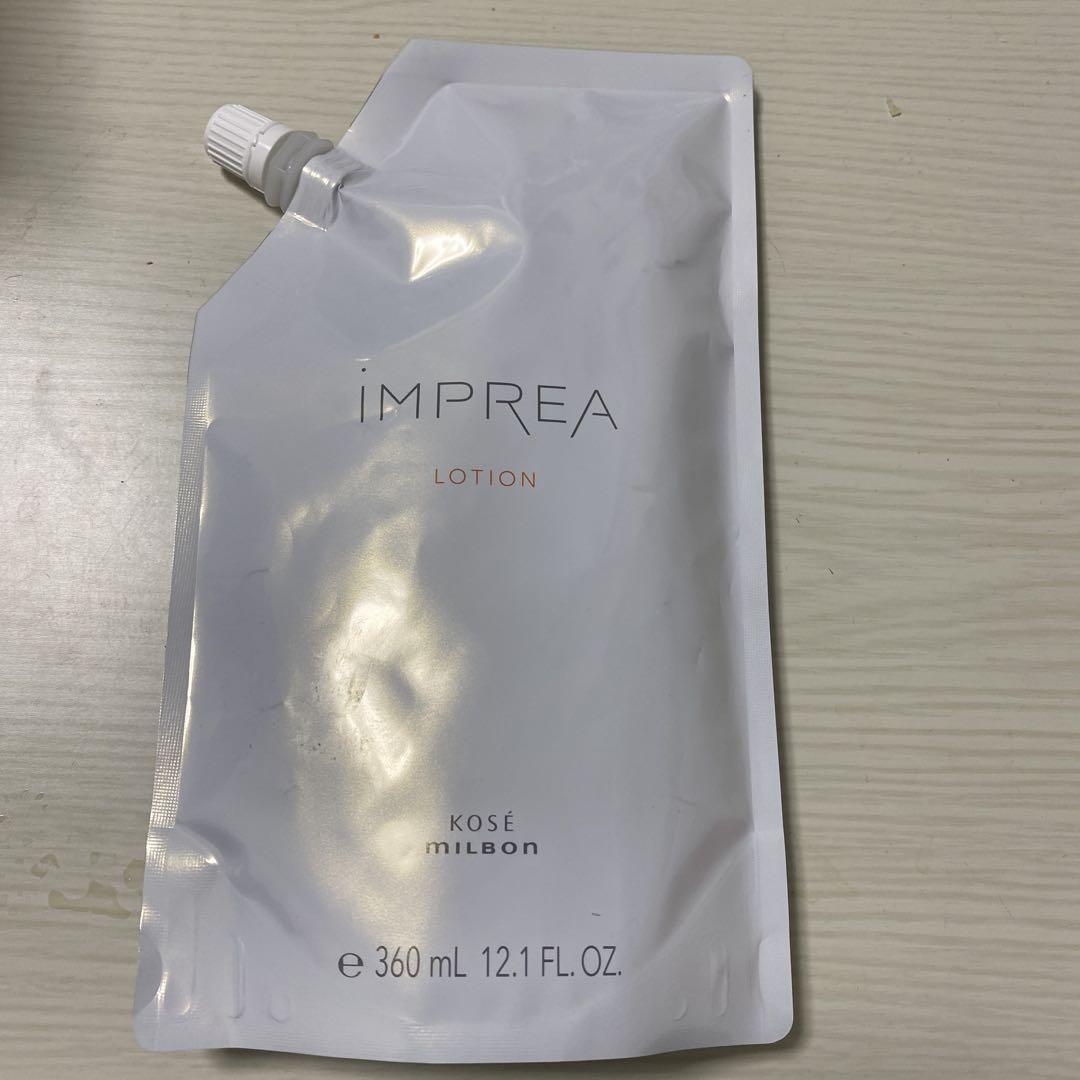 iMPREA
LOTION
KOSÉ
miLBon
e 360 mL 12.1 FL. OZ.